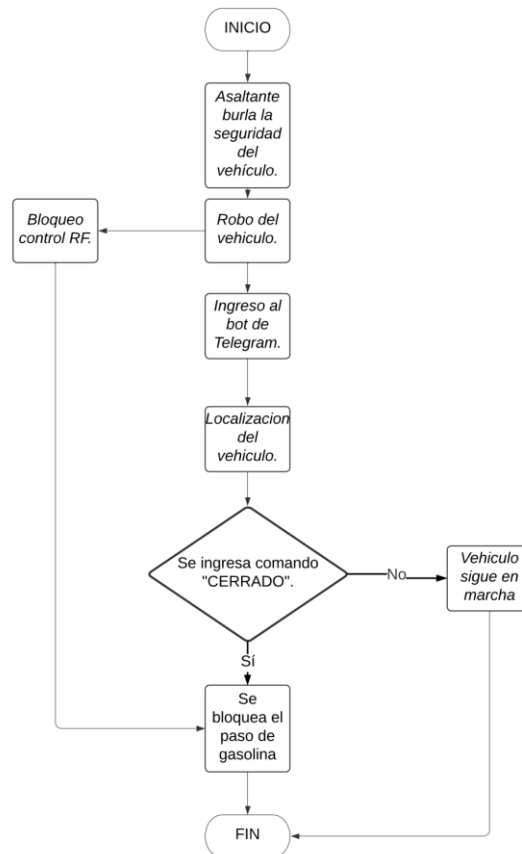 INICIO
Asaltante
burla la
seguridad
del
vehículo.
Bloqueo
control RF.
Robo del
vehiculo.
Ingreso al
bot de
Telegram.
Localizacion
del
vehiculo.
Se ingresa comando
"CERRADO".
No
Vehiculo
sigue en
marcha
Sí
Se
bloquea el
paso de
gasolina
FIN